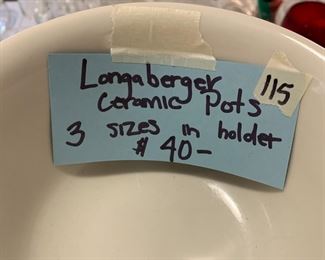 Longaberger
Ceramic Pots
3 sizes in holder
$ 40-
115